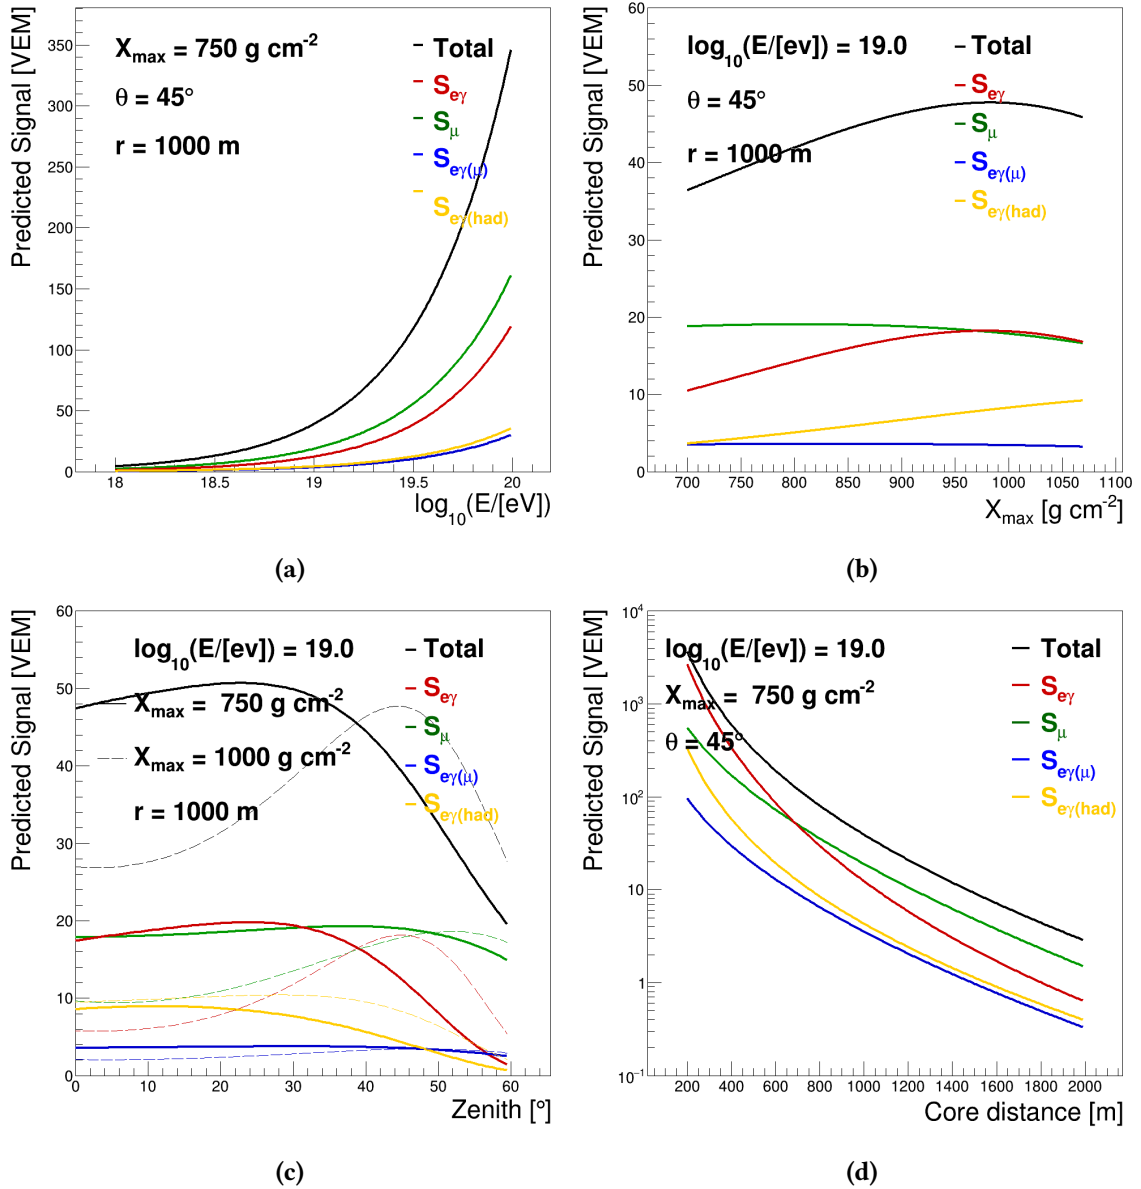 Predicted Signal [VEM]
X_max = 750 g cm^-2
θ = 45°
r = 1000 m
Total
S_eγ
S_μ
S_eγ(μ)
S_eγ(had)
350
300
250
200
150
100
50
0
18 18.5 19 19.5 20
log_10(E/[eV])
(a)
Predicted Signal [VEM]
log_10(E/[ev]) = 19.0
θ = 45°
r = 1000 m
Total
S_eγ
S_μ
S_eγ(μ)
S_eγ(had)
60
50
40
30
20
10
0
700 750 800 850 900 950 1000 1050 1100
X_max [g cm^-2]
(b)
Predicted Signal [VEM]
log_10(E/[ev]) = 19.0
X_max = 750 g cm^-2
X_max = 1000 g cm^-2
r = 1000 m
Total
S_eγ
S_μ
S_eγ(μ)
S_eγ(had)
60
50
40
30
20
10
0
0 10 20 30 40 50 60
Zenith [°]
(c)
Predicted Signal [VEM]
log_10(E/[ev]) = 19.0
X_max = 750 g cm^-2
θ = 45°
Total
S_eγ
S_μ
S_eγ(μ)
S_eγ(had)
10^4
10^3
10^2
10
1
10^-1
200 400 600 800 1000 1200 1400 1600 1800 2000
Core distance [m]
(d)